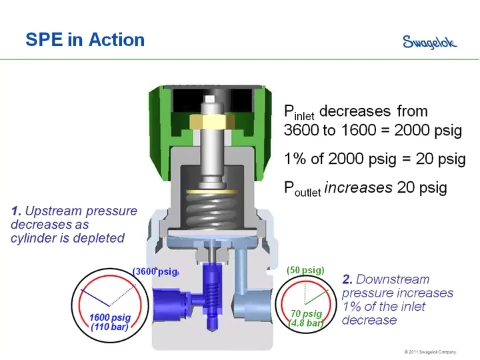 SPE in Action
Swagelok
P inlet decreases from
3600 to 1600 = 2000 psig
1% of 2000 psig = 20 psig
P outlet increases 20 psig
1. Upstream pressure
decreases as
cylinder is depleted
(3600 psig)
1600 psig
(110 bar)
(50 psig)
70 psig
(4.8 bar)
2. Downstream
pressure increases
1% of the inlet
decrease
© 2011 Swagelok Company.